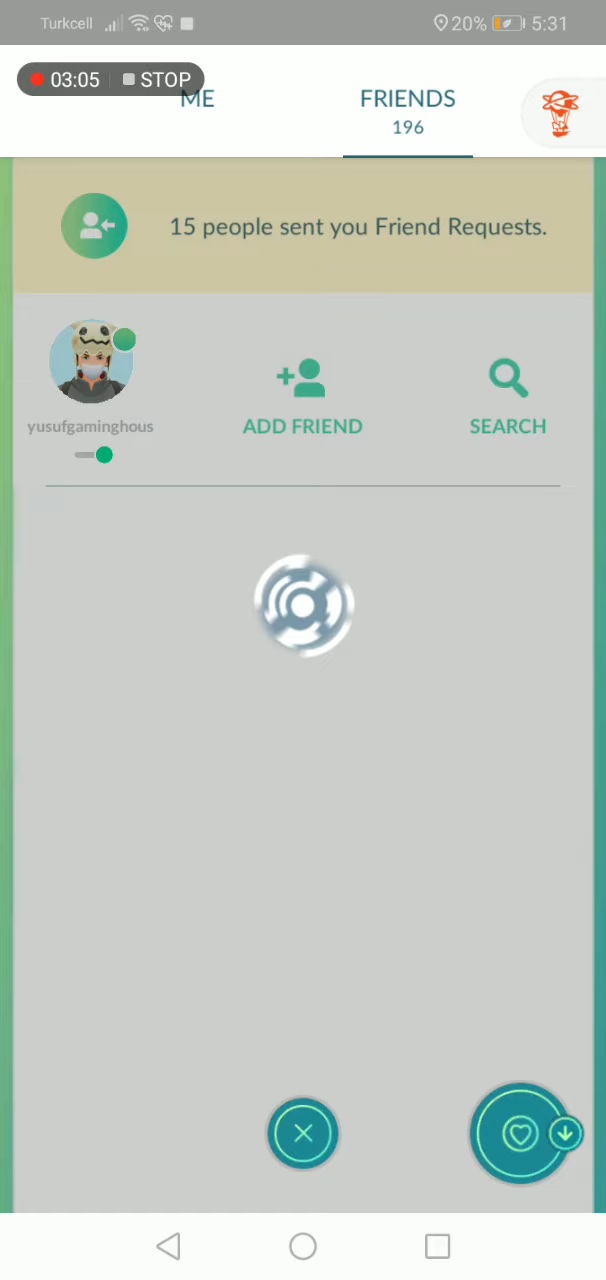 Turkcell 20% 5:31
03:05 STOP
ME FRIENDS
196
15 people sent you Friend Requests.
yusufgaminghous ADD FRIEND SEARCH